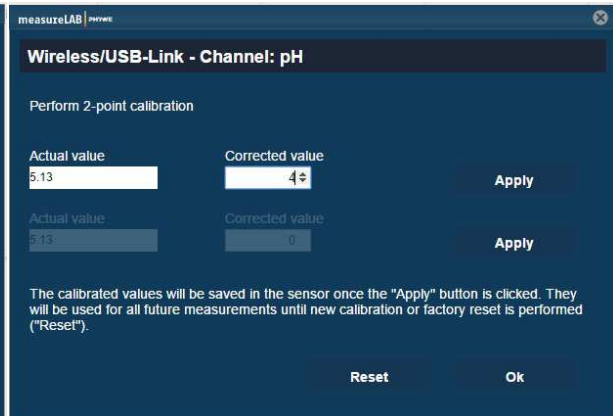 measureLAB PHYWE
Wireless/USB-Link - Channel: pH
Perform 2-point calibration
Actual value Corrected value
5.13 4 Apply
Actual value Corrected value
5.13 0 Apply
The calibrated values will be saved in the sensor once the "Apply" button is clicked. They
will be used for all future measurements until new calibration or factory reset is performed
("Reset").
Reset Ok